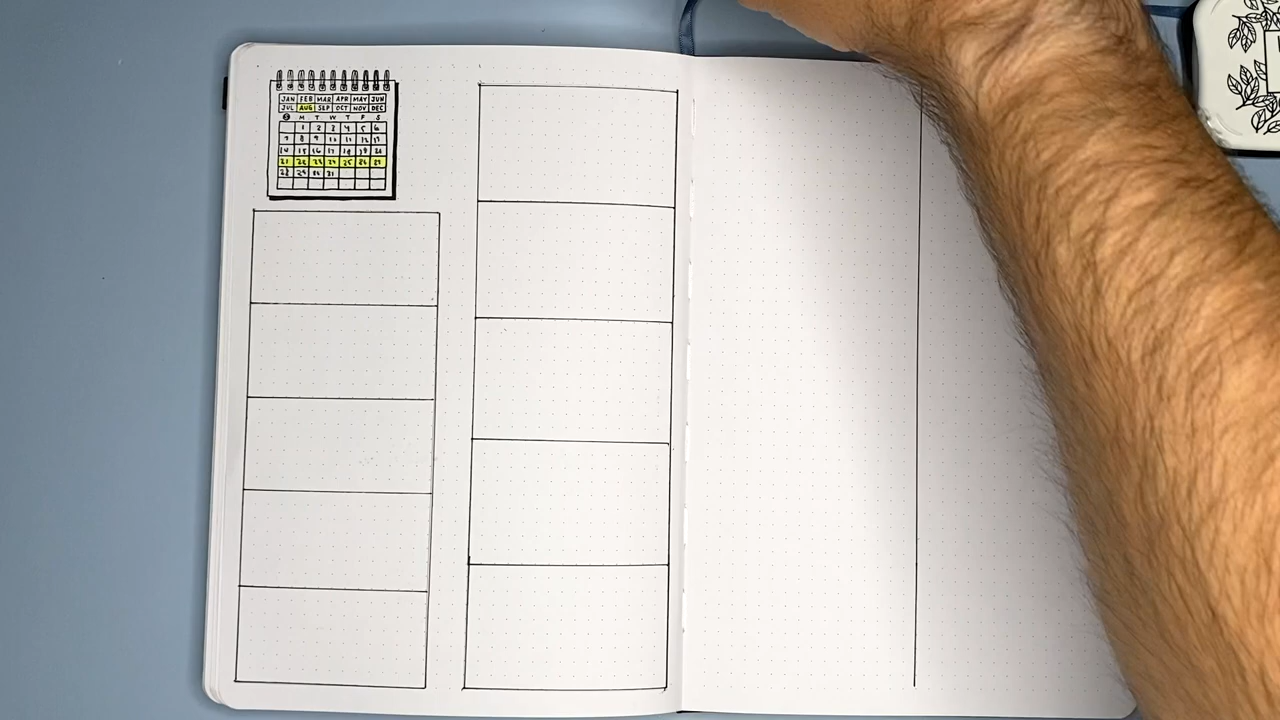 JAN FEB MAR APR MAY JUN
JUL AUG SEP OCT NOV DEC
S M T W T F S
1 2 3 4 5 6
7 8 9 10 11 12 13
14 15 16 17 18 19 20
21 22 23 24 25 26 27
28 29 30 31